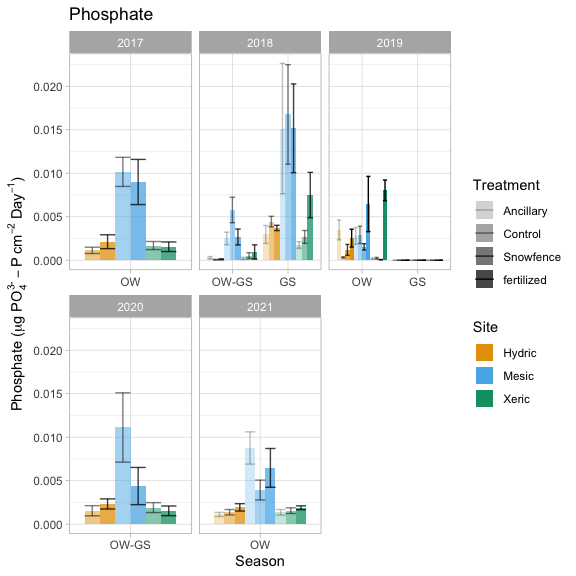 Phosphate
2017 2018 2019
0.020
0.015
0.010
0.005
0.000
OW OW-GS GS OW GS
2020 2021
0.020
0.015
0.010
0.005
0.000
OW-GS OW
Season
Phosphate (µg PO₄³⁻ − P cm⁻² Day⁻¹)
Treatment
Ancillary
Control
Snowfence
fertilized
Site
Hydric
Mesic
Xeric